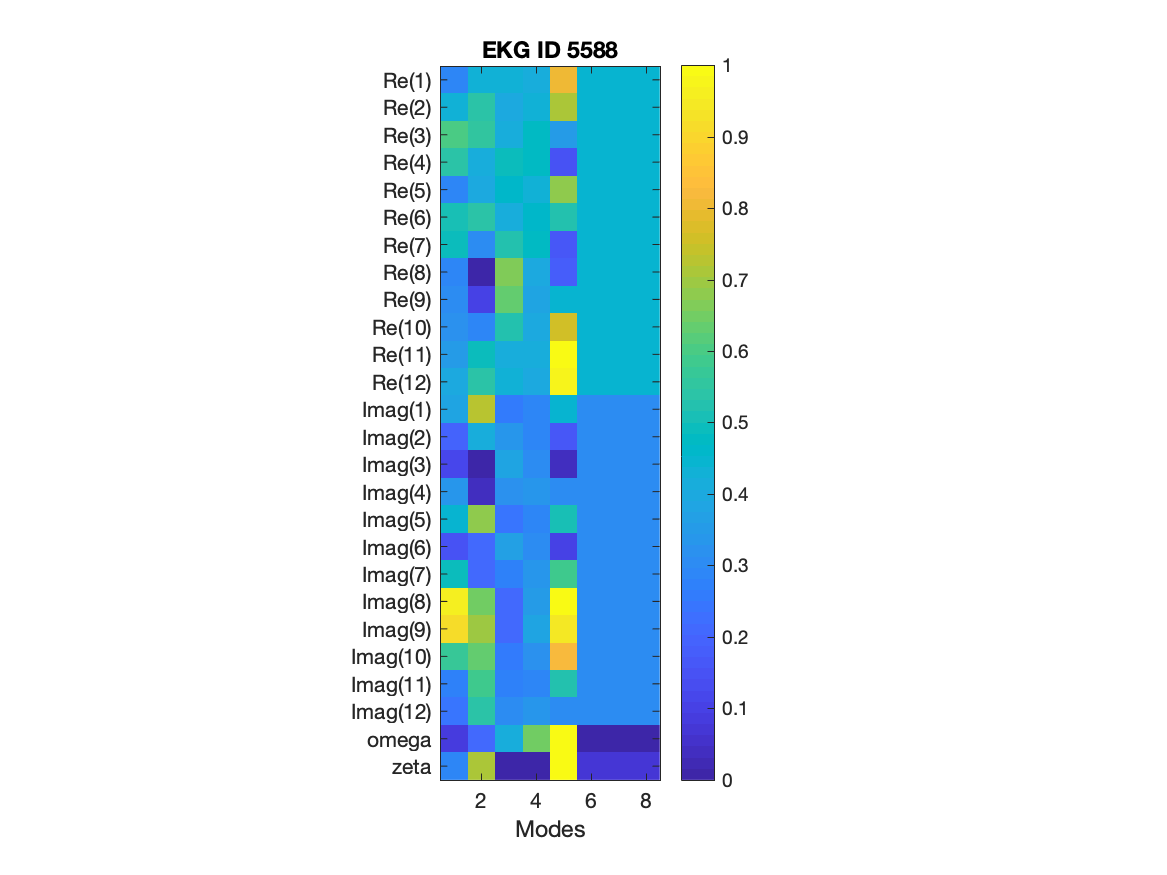 EKG ID 5588
Re(1)
Re(2)
Re(3)
Re(4)
Re(5)
Re(6)
Re(7)
Re(8)
Re(9)
Re(10)
Re(11)
Re(12)
Imag(1)
Imag(2)
Imag(3)
Imag(4)
Imag(5)
Imag(6)
Imag(7)
Imag(8)
Imag(9)
Imag(10)
Imag(11)
Imag(12)
omega
zeta
2 4 6 8
Modes
1
0.9
0.8
0.7
0.6
0.5
0.4
0.3
0.2
0.1
0